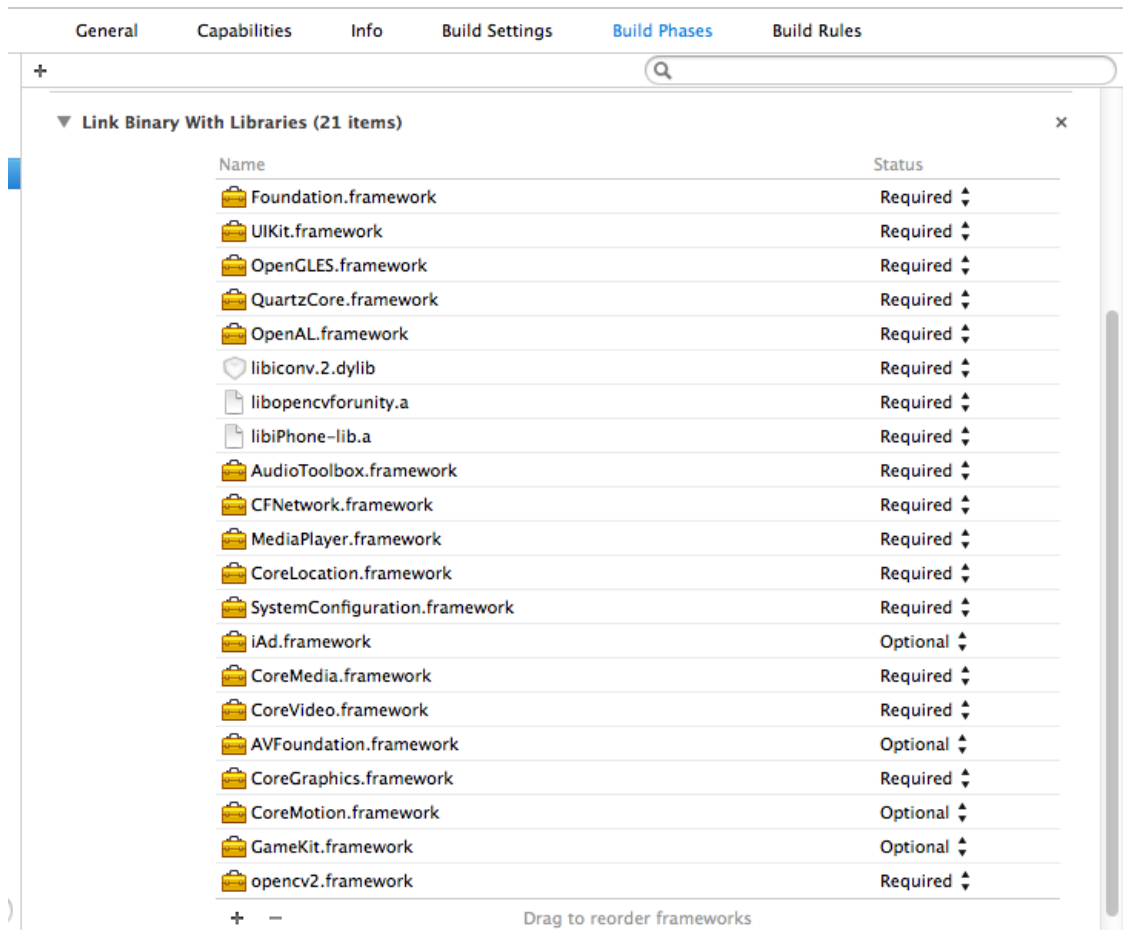 General Capabilities Info Build Settings Build Phases Build Rules
+
Link Binary With Libraries (21 items) ×
Name Status
Foundation.framework Required
UIKit.framework Required
OpenGLES.framework Required
QuartzCore.framework Required
OpenAL.framework Required
libiconv.2.dylib Required
libopencvforunity.a Required
libiPhone-lib.a Required
AudioToolbox.framework Required
CFNetwork.framework Required
MediaPlayer.framework Required
CoreLocation.framework Required
SystemConfiguration.framework Required
iAd.framework Optional
CoreMedia.framework Required
CoreVideo.framework Required
AVFoundation.framework Optional
CoreGraphics.framework Required
CoreMotion.framework Optional
GameKit.framework Optional
opencv2.framework Required
+ − Drag to reorder frameworks